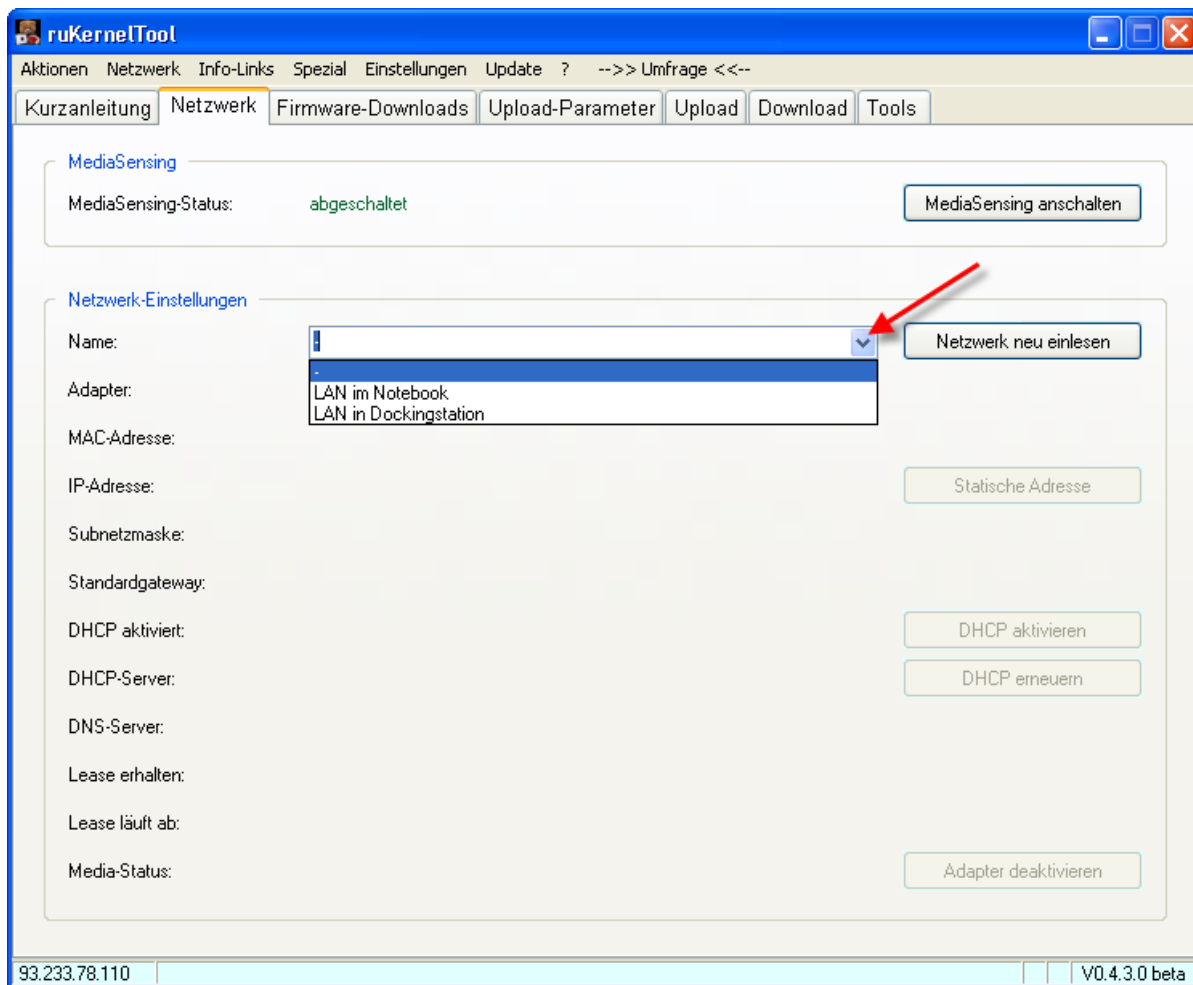 ruKernelTool
Aktionen Netzwerk Info-Links Spezial Einstellungen Update ? -->> Umfrage <<--
Kurzanleitung Netzwerk Firmware-Downloads Upload-Parameter Upload Download Tools
MediaSensing
MediaSensing-Status: abgeschaltet MediaSensing anschalten
Netzwerk-Einstellungen
Name: - Netzwerk neu einlesen
-
Adapter: LAN im Notebook
LAN in Dockingstation
MAC-Adresse:
IP-Adresse: Statische Adresse
Subnetzmaske:
Standardgateway:
DHCP aktiviert: DHCP aktivieren
DHCP-Server: DHCP erneuern
DNS-Server:
Lease erhalten:
Lease läuft ab:
Media-Status: Adapter deaktivieren
93.233.78.110 V0.4.3.0 beta